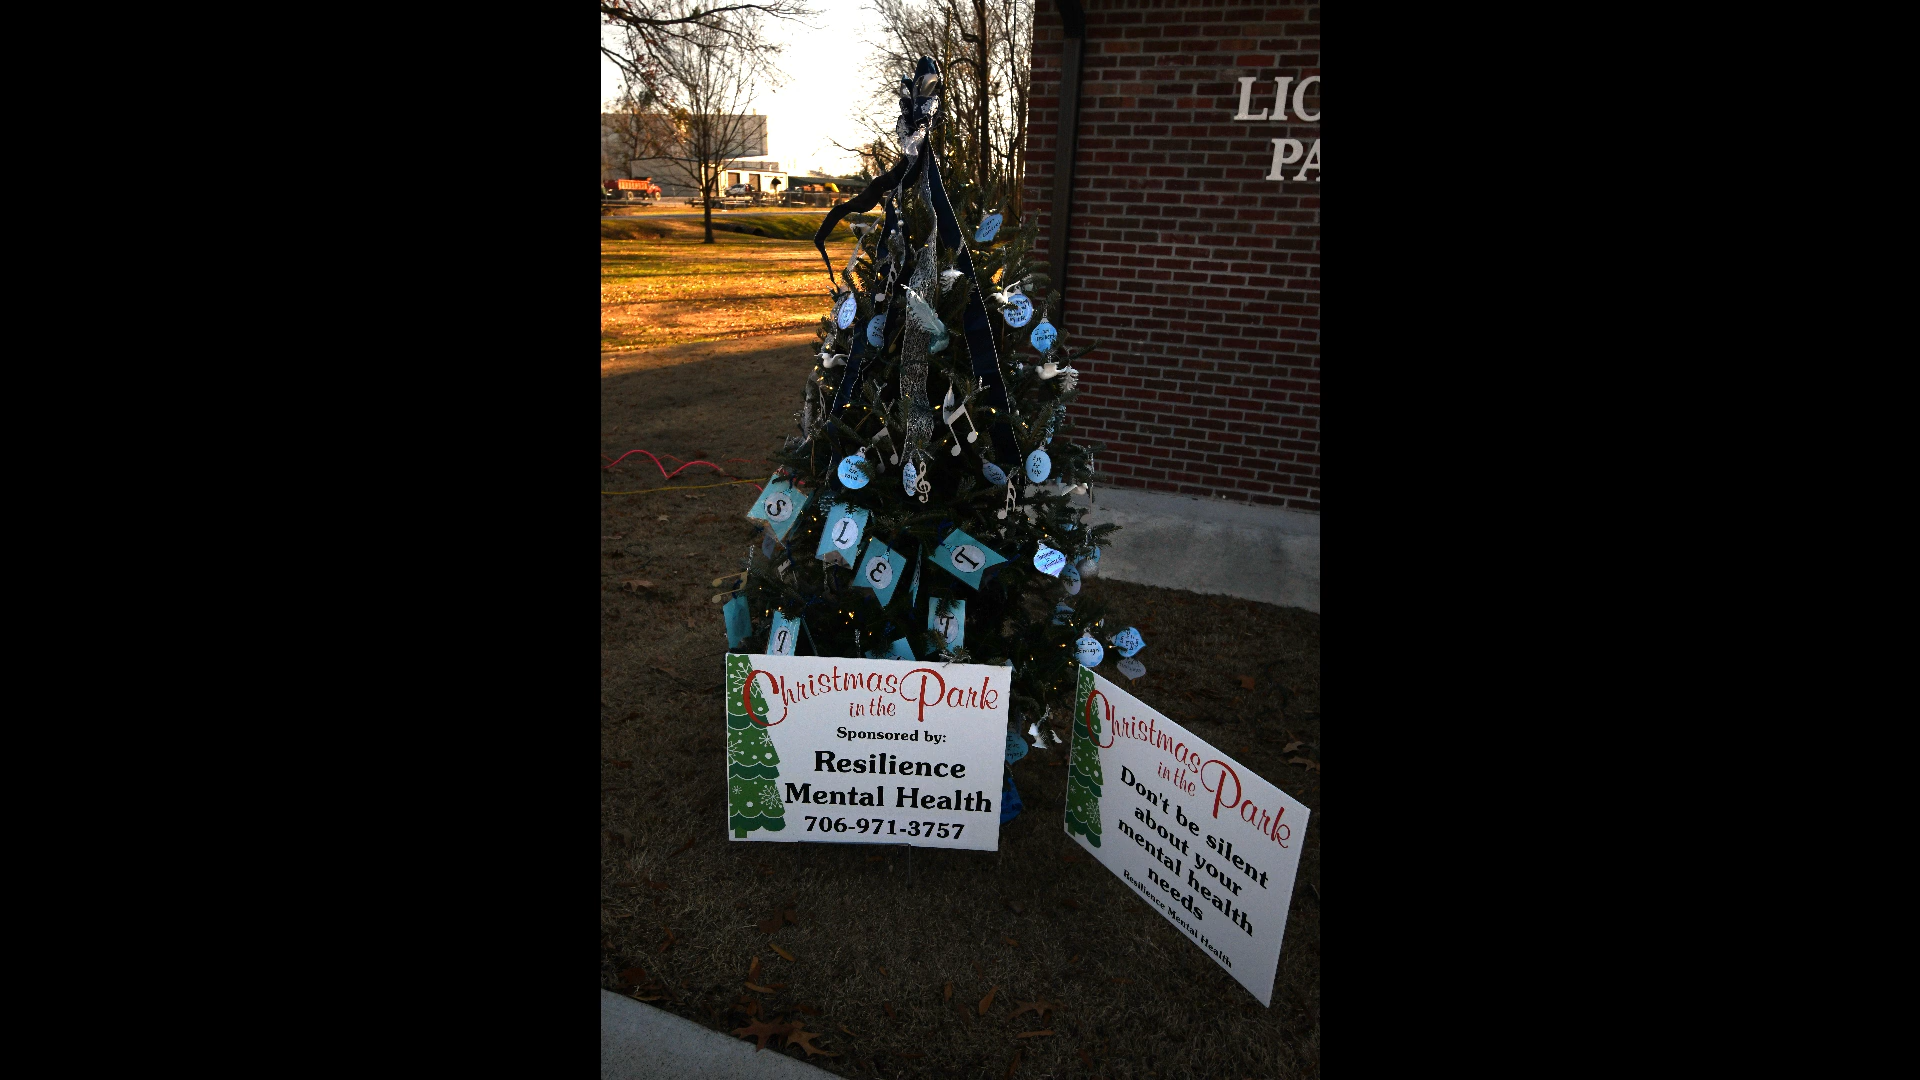 LIO
PA
S
L
E
T
I
T
Christmas
in the
Park
Sponsored by:
Resilience
Mental Health
706-971-3757
Christmas
in the
Park
Don't be silent
about your
mental health
needs
Resilience Mental Health